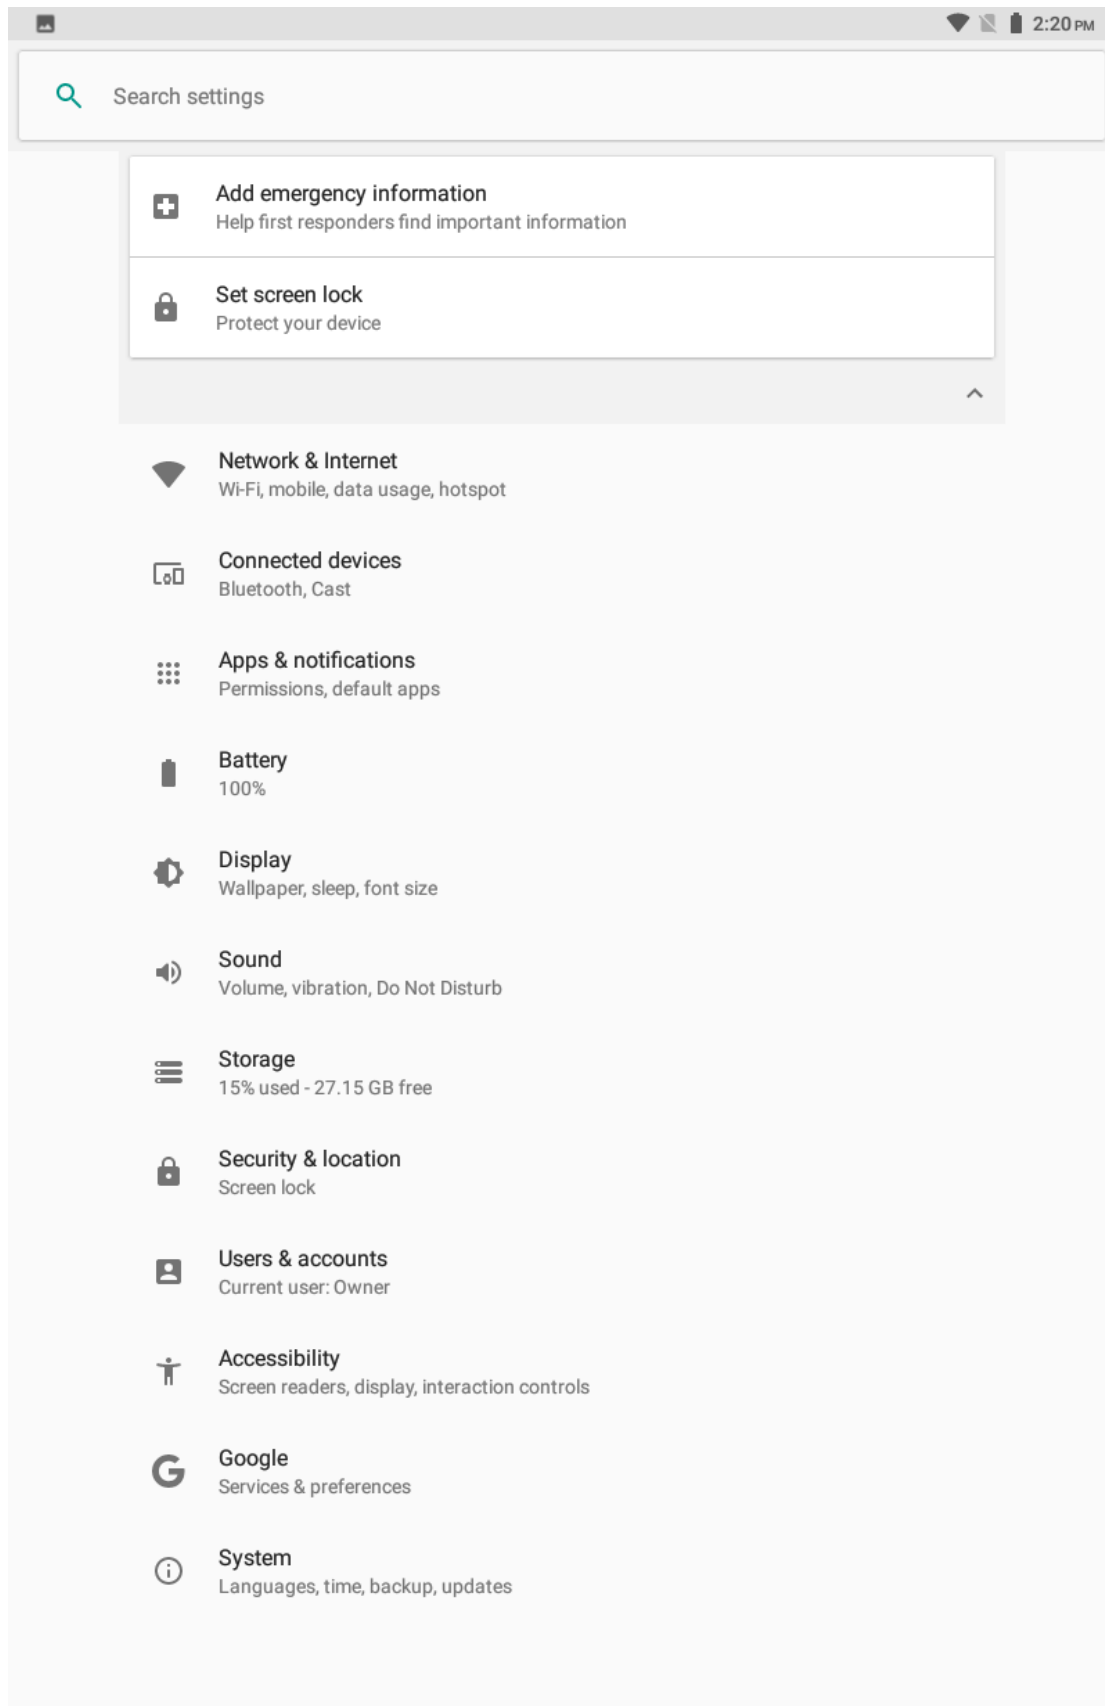 2:20 PM
Search settings
Add emergency information
Help first responders find important information
Set screen lock
Protect your device
Network & Internet
Wi-Fi, mobile, data usage, hotspot
Connected devices
Bluetooth, Cast
Apps & notifications
Permissions, default apps
Battery
100%
Display
Wallpaper, sleep, font size
Sound
Volume, vibration, Do Not Disturb
Storage
15% used - 27.15 GB free
Security & location
Screen lock
Users & accounts
Current user: Owner
Accessibility
Screen readers, display, interaction controls
Google
Services & preferences
System
Languages, time, backup, updates